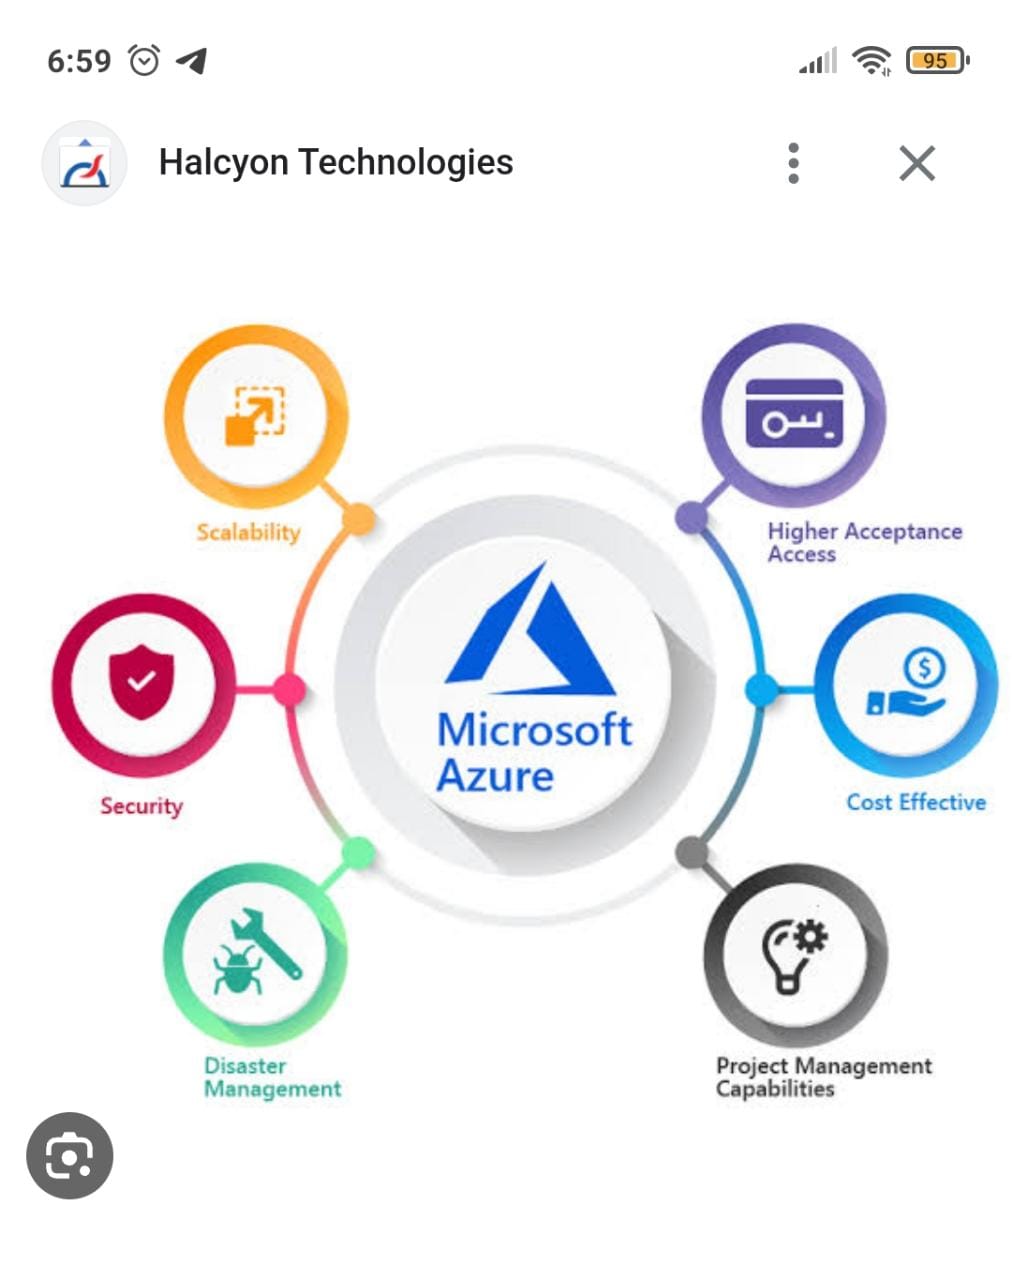 6:59
95
Halcyon Technologies
Scalability
Higher Acceptance
Access
Security
Microsoft
Azure
$
Cost Effective
Disaster
Management
Project Management
Capabilities